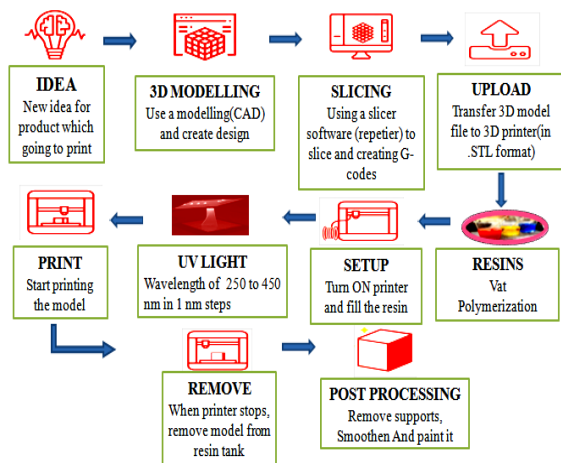 IDEA
New idea for
product which
going to print
3D MODELLING
Use a modelling(CAD)
and create design
SLICING
Using a slicer
software (repetier) to
slice and creating G-
codes
UPLOAD
Transfer 3D model
file to 3D printer(in
.STL format)
PRINT
Start printing
the model
UV LIGHT
Wavelength of 250 to 450
nm in 1 nm steps
SETUP
Turn ON printer
and fill the resin
RESINS
Vat
Polymerization
REMOVE
When printer stops,
remove model from
resin tank
POST PROCESSING
Remove supports,
Smoothen And paint it